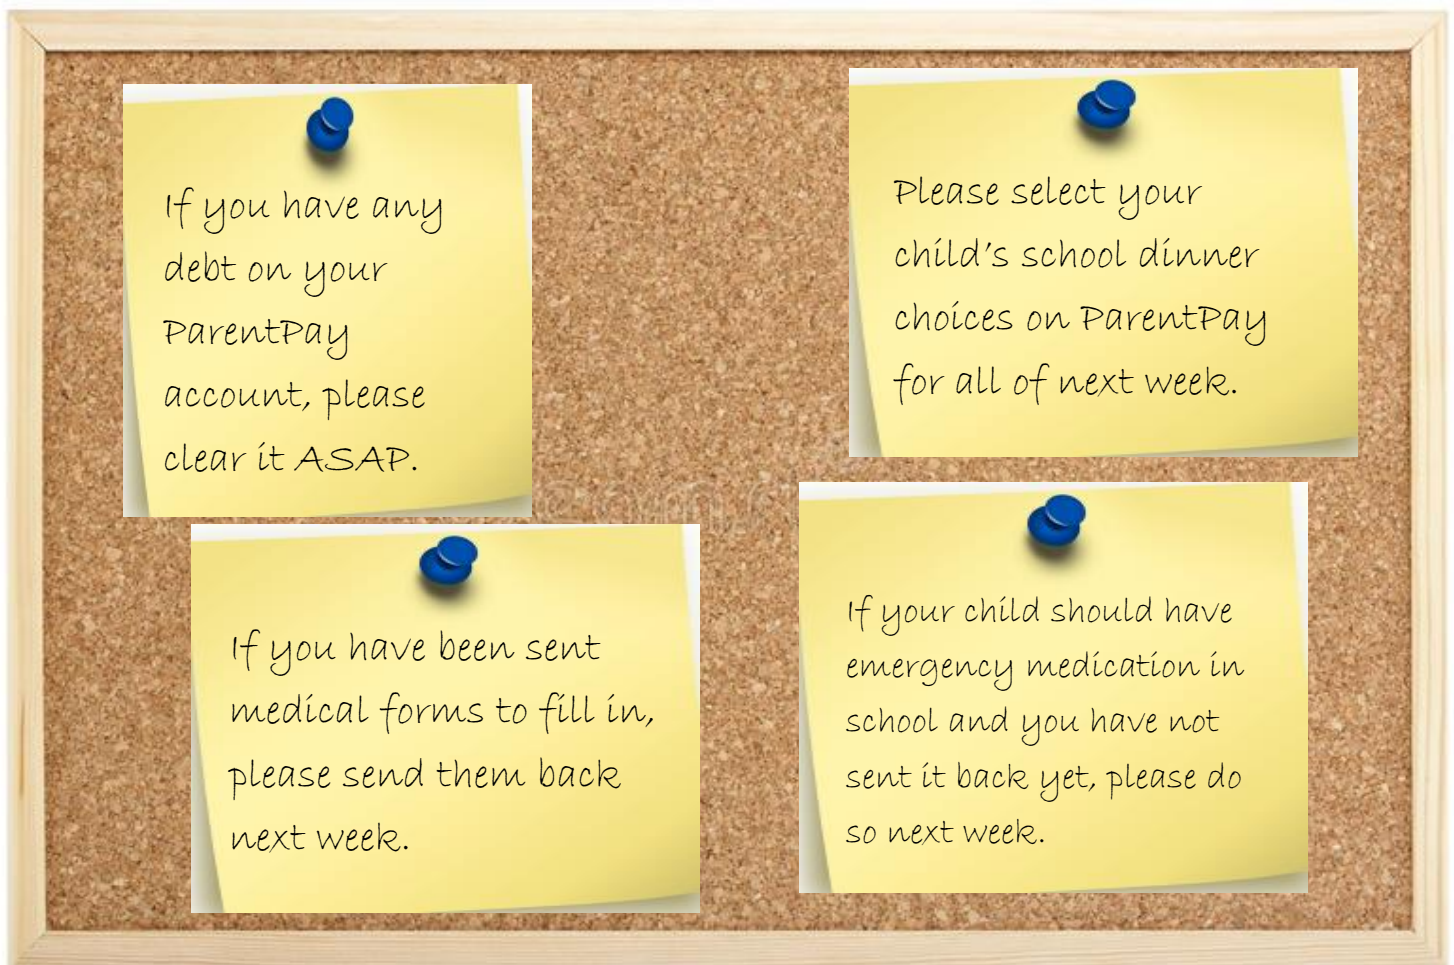 If you have any
debt on your
ParentPay
account, please
clear it ASAP.
Please select your
child's school dinner
choices on ParentPay
for all of next week.
If you have been sent
medical forms to fill in,
please send them back
next week.
If your child should have
emergency medication in
school and you have not
sent it back yet, please do
so next week.